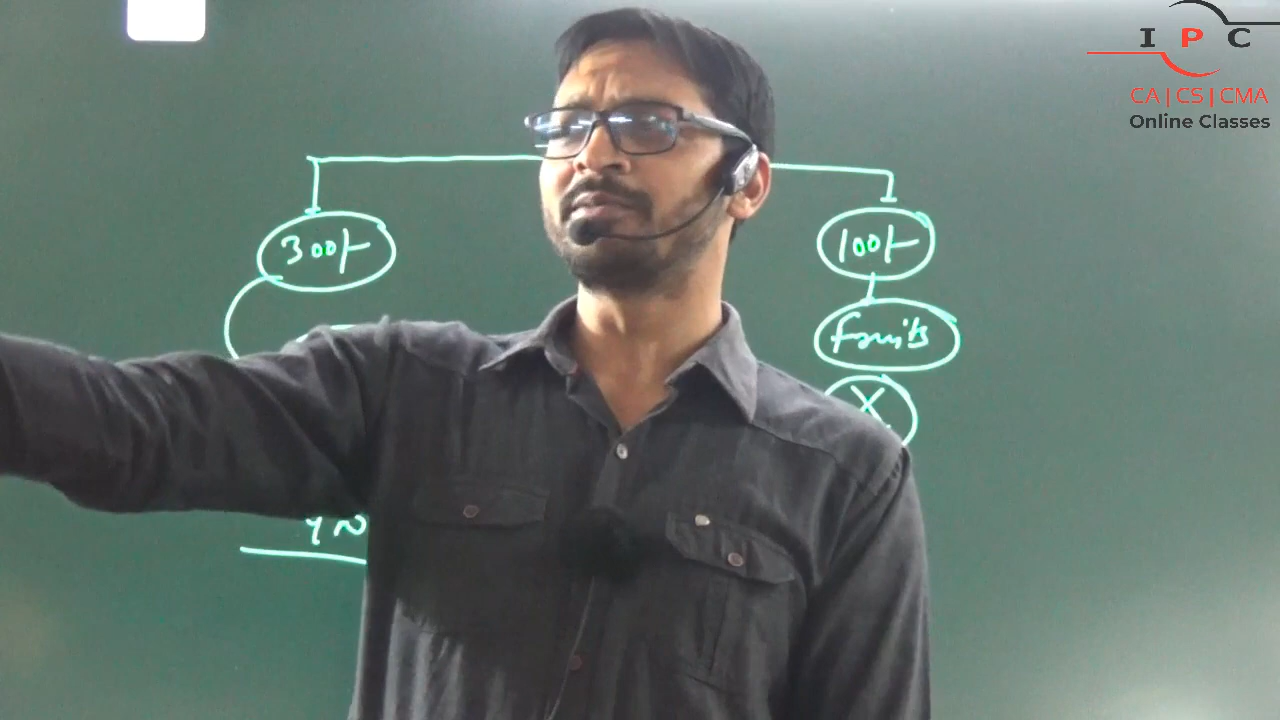 I P C
CA | CS | CMA
Online Classes
300/-
100/-
Fruits
X